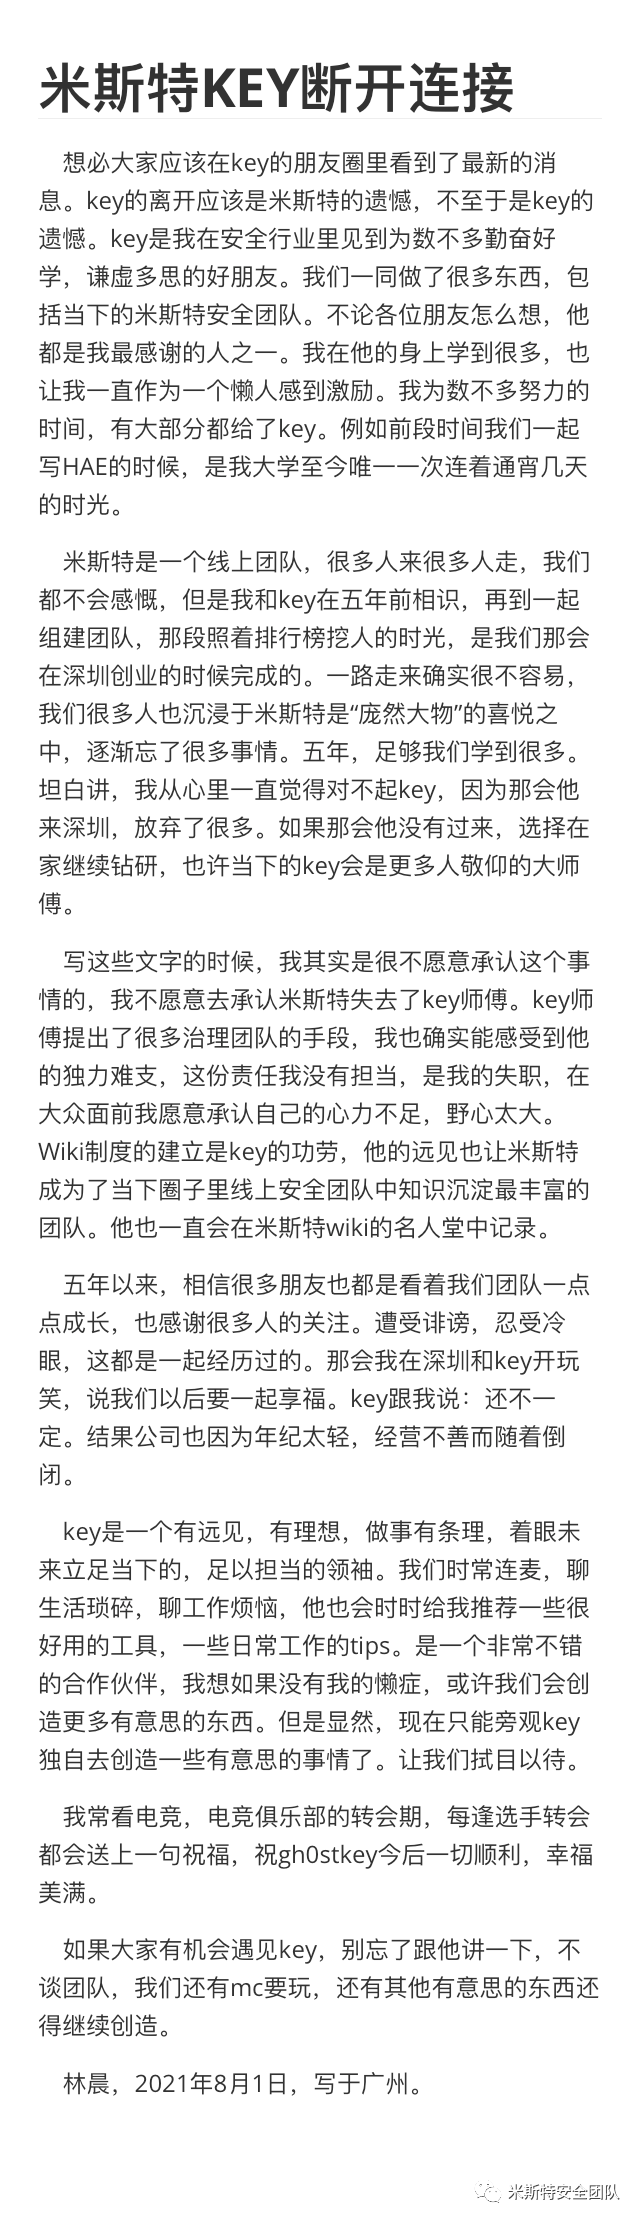 米斯特KEY断开连接
想必大家应该在key的朋友圈里看到了最新的消
息。key的离开应该是米斯特的遗憾，不至于是key的
遗憾。key是我在安全行业里见到为数不多勤奋好
学，谦虚多思的好朋友。我们一同做了很多东西，包
括当下的米斯特安全团队。不论各位朋友怎么想，他
都是我最感谢的人之一。我在他的身上学到很多，也
让我一直作为一个懒人感到激励。我为数不多努力的
时间，有大部分都给了key。例如前段时间我们一起
写HAE的时候，是我大学至今唯一一次连着通宵几天
的时光。
米斯特是一个线上团队，很多人来很多人走，我们
都不会感慨，但是我和key在五年前相识，再到一起
组建团队，那段照着排行榜挖人的时光，是我们那会
在深圳创业的时候完成的。一路走来确实很不容易，
我们很多人也沉浸于米斯特是“庞然大物”的喜悦之
中，逐渐忘了很多事情。五年，足够我们学到很多。
坦白讲，我从心里一直觉得对不起key，因为那会他
来深圳，放弃了很多。如果那会他没有过来，选择在
家继续钻研，也许当下的key会是更多人敬仰的大师
傅。
写这些文字的时候，我其实是很不愿意承认这个事
情的，我不愿意去承认米斯特失去了key师傅。key师
傅提出了很多治理团队的手段，我也确实能感受到他
的独力难支，这份责任我没有担当，是我的失职，在
大众面前我愿意承认自己的心力不足，野心太大。
Wiki制度的建立是key的功劳，他的远见也让米斯特
成为了当下圈子里线上安全团队中知识沉淀最丰富的
团队。他也一直会在米斯特wiki的名人堂中记录。
五年以来，相信很多朋友也都是看着我们团队一点
点成长，也感谢很多人的关注。遭受诽谤，忍受冷
眼，这都是一起经历过的。那会我在深圳和key开玩
笑，说我们以后要一起享福。key跟我说：还不一
定。结果公司也因为年纪太轻，经营不善而随着倒
闭。
key是一个有远见，有理想，做事有条理，着眼未
来立足当下的，足以担当的领袖。我们时常连麦，聊
生活琐碎，聊工作烦恼，他也会时时给我推荐一些很
好用的工具，一些日常工作的tips。是一个非常不错
的合作伙伴，我想如果没有我的懒症，或许我们会创
造更多有意思的东西。但是显然，现在只能旁观key
独自去创造一些有意思的事情了。让我们拭目以待。
我常看电竞，电竞俱乐部的转会期，每逢选手转会
都会送上一句祝福，祝gh0stkey今后一切顺利，幸福
美满。
如果大家有机会遇见key，别忘了跟他讲一下，不
谈团队，我们还有mc要玩，还有其他有意思的东西还
得继续创造。
林晨，2021年8月1日，写于广州。
米斯特安全团队